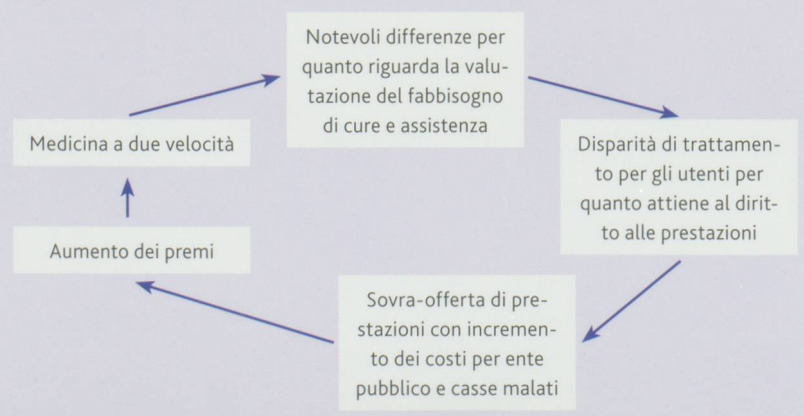 Notevoli differenze per
quanto riguarda la valu-
tazione del fabbisogno
di cure e assistenza
Medicina a due velocità
Disparità di trattamen-
to per gli utenti per
quanto attiene al dirit-
to alle prestazioni
Aumento dei premi
Sovra-offerta di pre-
stazioni con incremen-
to dei costi per ente
pubblico e casse malati